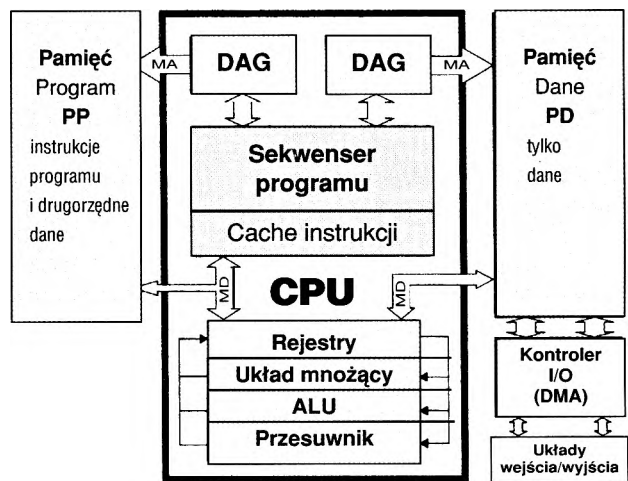 Pamięć
Program
PP
instrukcje
programu
i drugorzędne
dane
MA
DAG
DAG
MA
Sekwenser
programu
Cache instrukcji
MD
CPU
MD
Rejestry
Układ mnożący
ALU
Przesuwnik
Pamięć
Dane
PD
tylko
dane
Kontroler
I/O
(DMA)
Układy
wejścia/wyjścia